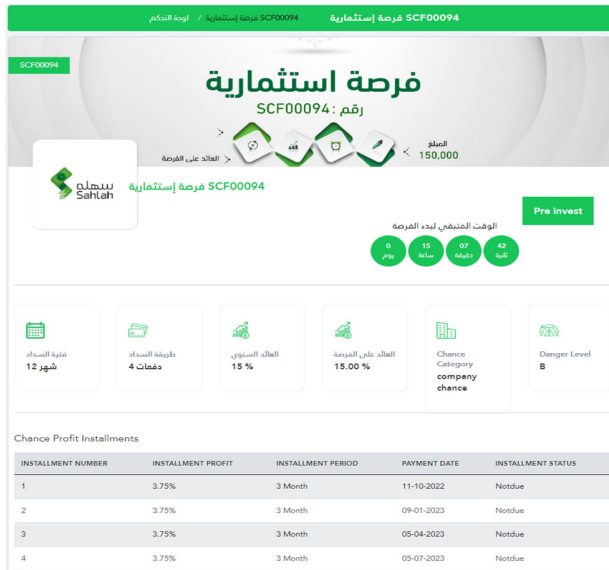 SCF00094 فرصة إستثمارية
لوحة التحكم / SCF00094 فرصة إستثمارية
SCF00094
فرصة استثمارية
رقم : SCF00094
المبلغ
150,000
العائد على الفرصة
سهله
Sahlah
SCF00094 فرصة إستثمارية
Pre invest
الوقت المتبقي لبدء الفرصة
0 يوم
15 ساعة
07 دقيقة
42 ثانية
فترة السداد
12 شهر
طريقة السداد
4 دفعات
العائد السنوي
15 %
العائد على الفرصة
15.00 %
Chance
Category
company
chance
Danger Level
B
Chance Profit Installments
INSTALLMENT NUMBER INSTALLMENT PROFIT INSTALLMENT PERIOD PAYMENT DATE INSTALLMENT STATUS
1 3.75% 3 Month 11-10-2022 Notdue
2 3.75% 3 Month 09-01-2023 Notdue
3 3.75% 3 Month 05-04-2023 Notdue
4 3.75% 3 Month 05-07-2023 Notdue